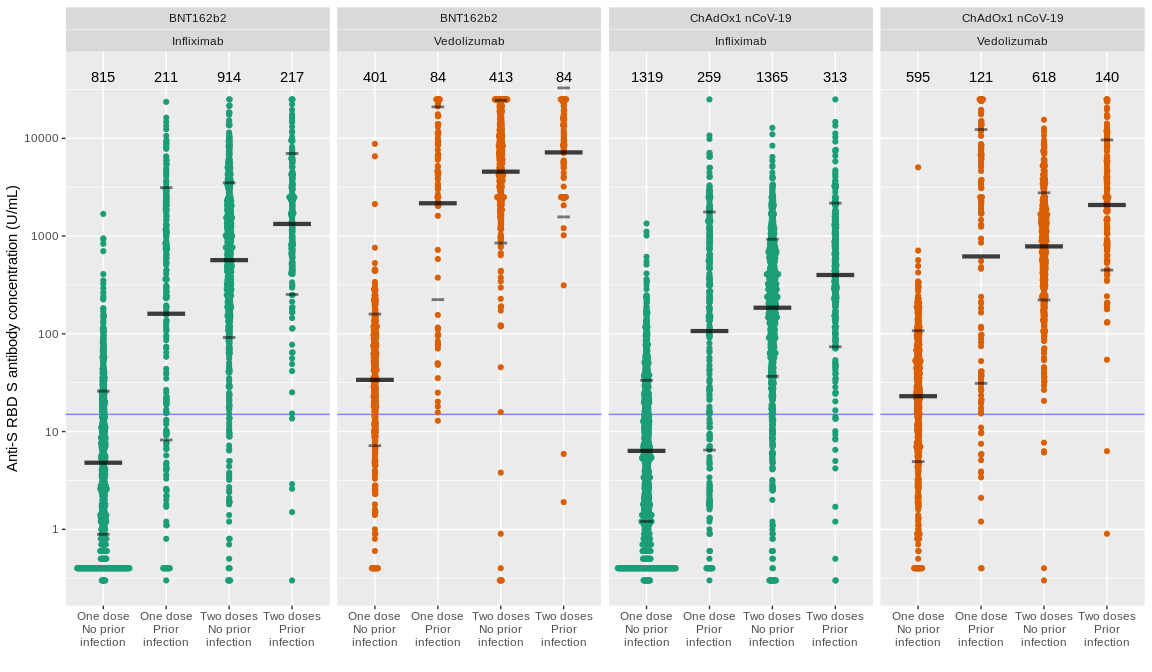 BNT162b2 BNT162b2 ChAdOx1 nCoV-19 ChAdOx1 nCoV-19
Infliximab Vedolizumab Infliximab Vedolizumab
815 211 914 217 401 84 413 84 1319 259 1365 313 595 121 618 140
Anti-S RBD S antibody concentration (U/mL)
10000
1000
100
10
1
One dose One dose Two doses Two doses One dose One dose Two doses Two doses One dose One dose Two doses Two doses One dose One dose Two doses Two doses
No prior Prior No prior Prior No prior Prior No prior Prior No prior Prior No prior Prior No prior Prior No prior Prior
infection infection infection infection infection infection infection infection infection infection infection infection infection infection infection infection